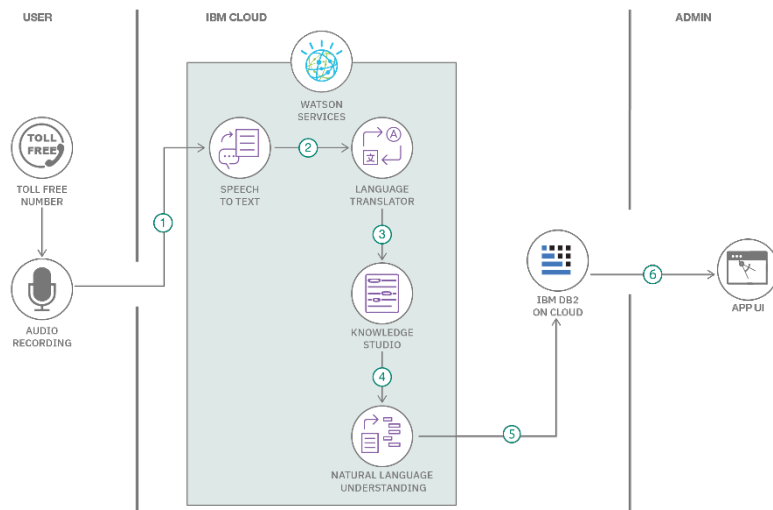 USER
IBM CLOUD
ADMIN
WATSON
SERVICES
TOLL
FREE
TOLL FREE
NUMBER
1
SPEECH
TO TEXT
2
A
文
LANGUAGE
TRANSLATOR
3
AUDIO
RECORDING
KNOWLEDGE
STUDIO
4
NATURAL LANGUAGE
UNDERSTANDING
5
IBM DB2
ON CLOUD
6
APP UI